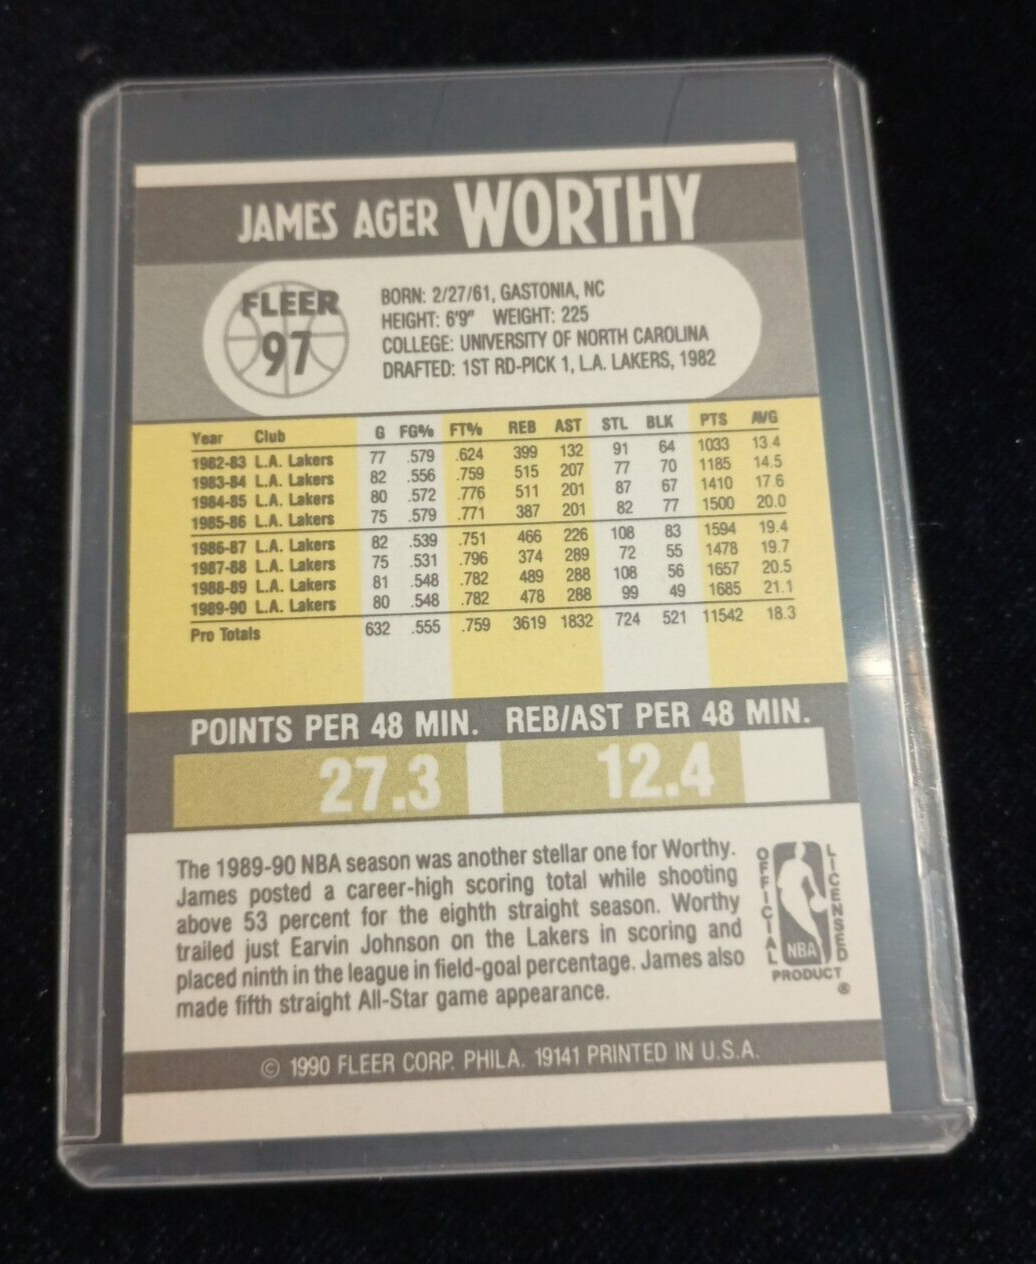 JAMES AGER WORTHY
FLEER
97
BORN: 2/27/61, GASTONIA, NC
HEIGHT: 6'9" WEIGHT: 225
COLLEGE: UNIVERSITY OF NORTH CAROLINA
DRAFTED: 1ST RD-PICK 1, L.A. LAKERS, 1982
Year Club G FG% FT% REB AST STL BLK PTS AVG
1982-83 L.A. Lakers 77 .579 .624 399 132 91 64 1033 13.4
1983-84 L.A. Lakers 82 .556 .759 515 207 77 70 1185 14.5
1984-85 L.A. Lakers 80 .572 .776 511 201 87 67 1410 17.6
1985-86 L.A. Lakers 75 .579 .771 387 201 82 77 1500 20.0
1986-87 L.A. Lakers 82 .539 .751 466 226 108 83 1594 19.4
1987-88 L.A. Lakers 75 .531 .796 374 289 72 55 1478 19.7
1988-89 L.A. Lakers 81 .548 .782 489 288 108 56 1657 20.5
1989-90 L.A. Lakers 80 .548 .782 478 288 99 49 1685 21.1
Pro Totals 632 .555 .759 3619 1832 724 521 11542 18.3
POINTS PER 48 MIN. REB/AST PER 48 MIN.
27.3 12.4
The 1989-90 NBA season was another stellar one for Worthy.
James posted a career-high scoring total while shooting
above 53 percent for the eighth straight season. Worthy
trailed just Earvin Johnson on the Lakers in scoring and
placed ninth in the league in field-goal percentage. James also
made fifth straight All-Star game appearance.
OFFICIAL
LICENSED
NBA
PRODUCT
®
© 1990 FLEER CORP. PHILA. 19141 PRINTED IN U.S.A.